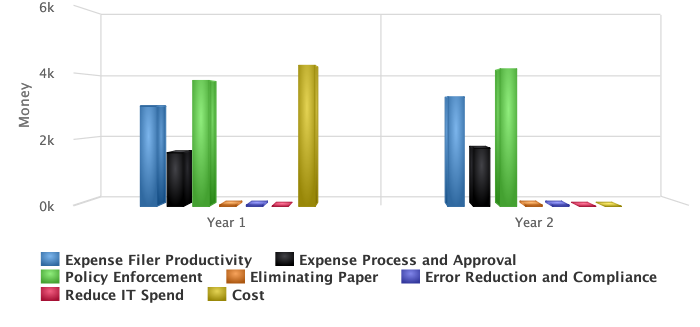 6k
4k
2k
0k
Money
Year 1 Year 2
Expense Filer Productivity Expense Process and Approval
Policy Enforcement Eliminating Paper Error Reduction and Compliance
Reduce IT Spend Cost